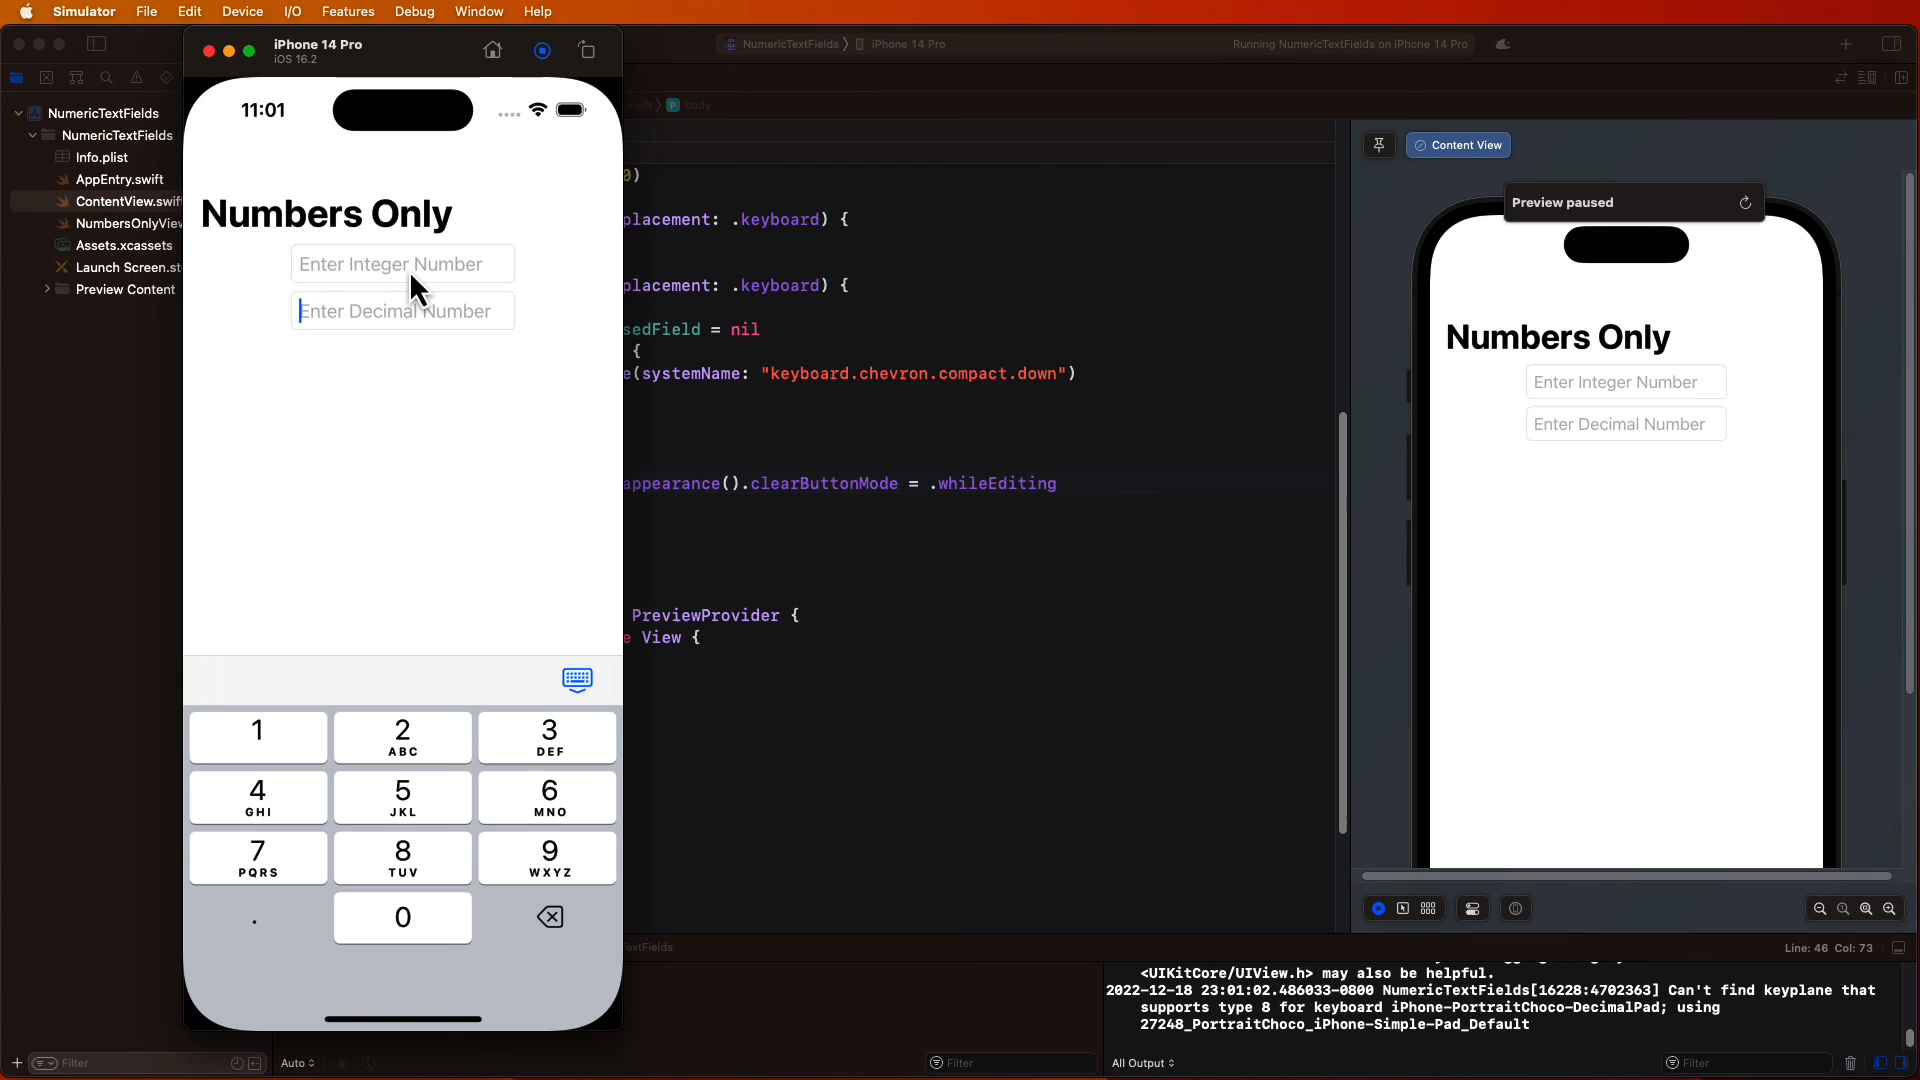 Simulator File Edit Device I/O Features Debug Window Help
iPhone 14 Pro
iOS 16.2
NumericTextFields iPhone 14 Pro
Running NumericTextFields on iPhone 14 Pro
body
NumericTextFields
NumericTextFields
Info.plist
AppEntry.swift
ContentView.swif
NumbersOnlyView
Assets.xcassets
Launch Screen.st
Preview Content
11:01
Numbers Only
Enter Integer Number
Enter Decimal Number
1
2
ABC
3
DEF
4
GHI
5
JKL
6
MNO
7
PQRS
8
TUV
9
WXYZ
.
0
0)
placement: .keyboard) {
placement: .keyboard) {
sedField = nil
{
e(systemName: "keyboard.chevron.compact.down")
appearance().clearButtonMode = .whileEditing
PreviewProvider {
e View {
Content View
Preview paused
Numbers Only
Enter Integer Number
Enter Decimal Number
Line: 46 Col: 73
<UIKitCore/UIView.h> may also be helpful.
2022-12-18 23:01:02.486033-0800 NumericTextFields[16228:4702363] Can't find keyplane that
supports type 8 for keyboard iPhone-PortraitChoco-DecimalPad; using
27248_PortraitChoco_iPhone-Simple-Pad_Default
Filter
Auto
Filter
All Output
Filter